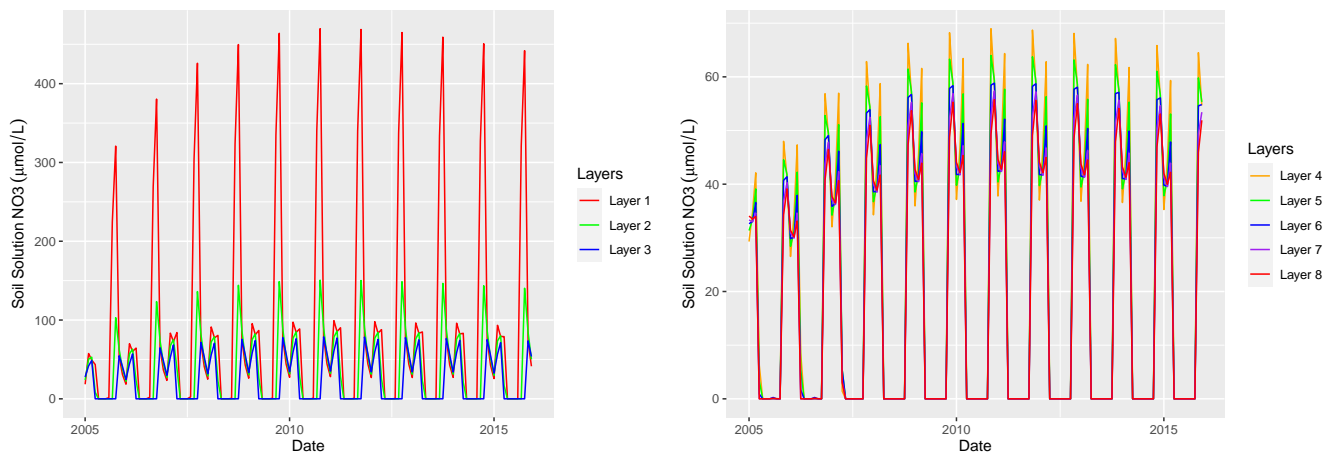 Soil Solution NO3 (μmol/L)
400
300
200
100
0
2005
2010
2015
Date
Layers
Layer 1
Layer 2
Layer 3
Soil Solution NO3 (μmol/L)
60
40
20
0
2005
2010
2015
Date
Layers
Layer 4
Layer 5
Layer 6
Layer 7
Layer 8